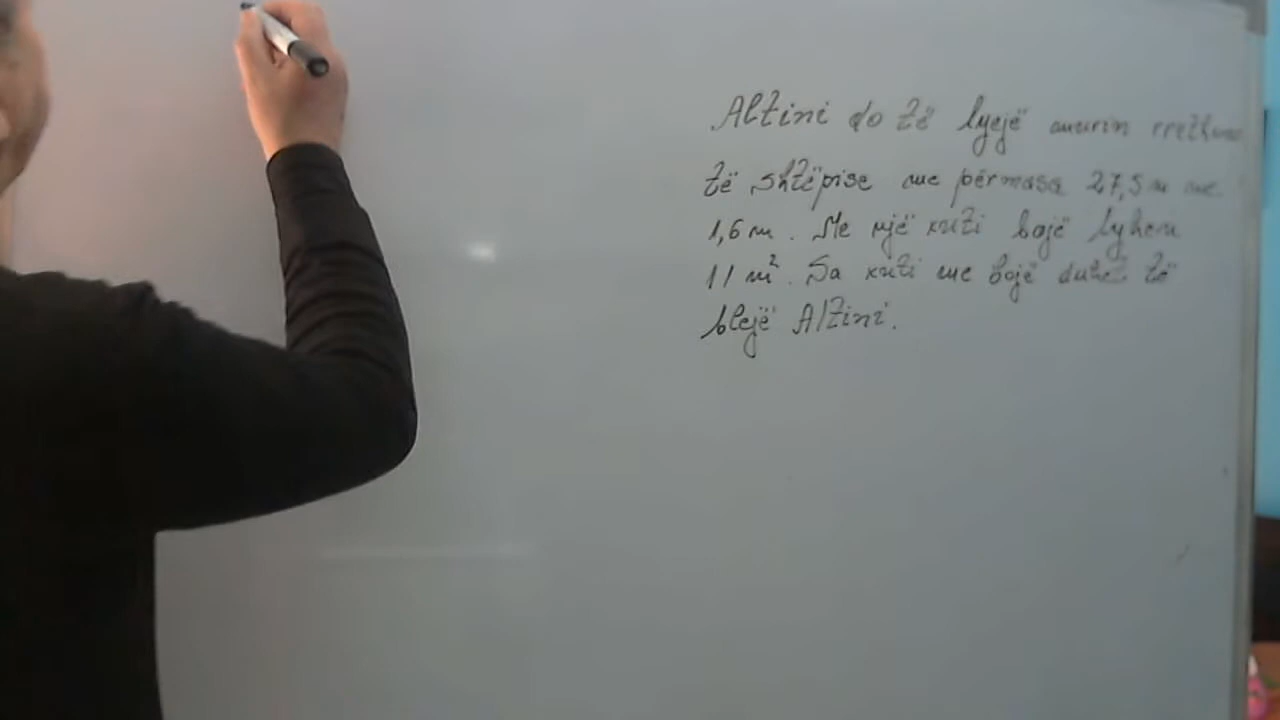 Altini do të lyejë murin rrethues
të shtëpise me përmasa 27,5 m me
1,6 m. Me një kuti bojë lyhen
11 m². Sa kuti me bojë duhet të
blejë Altini.